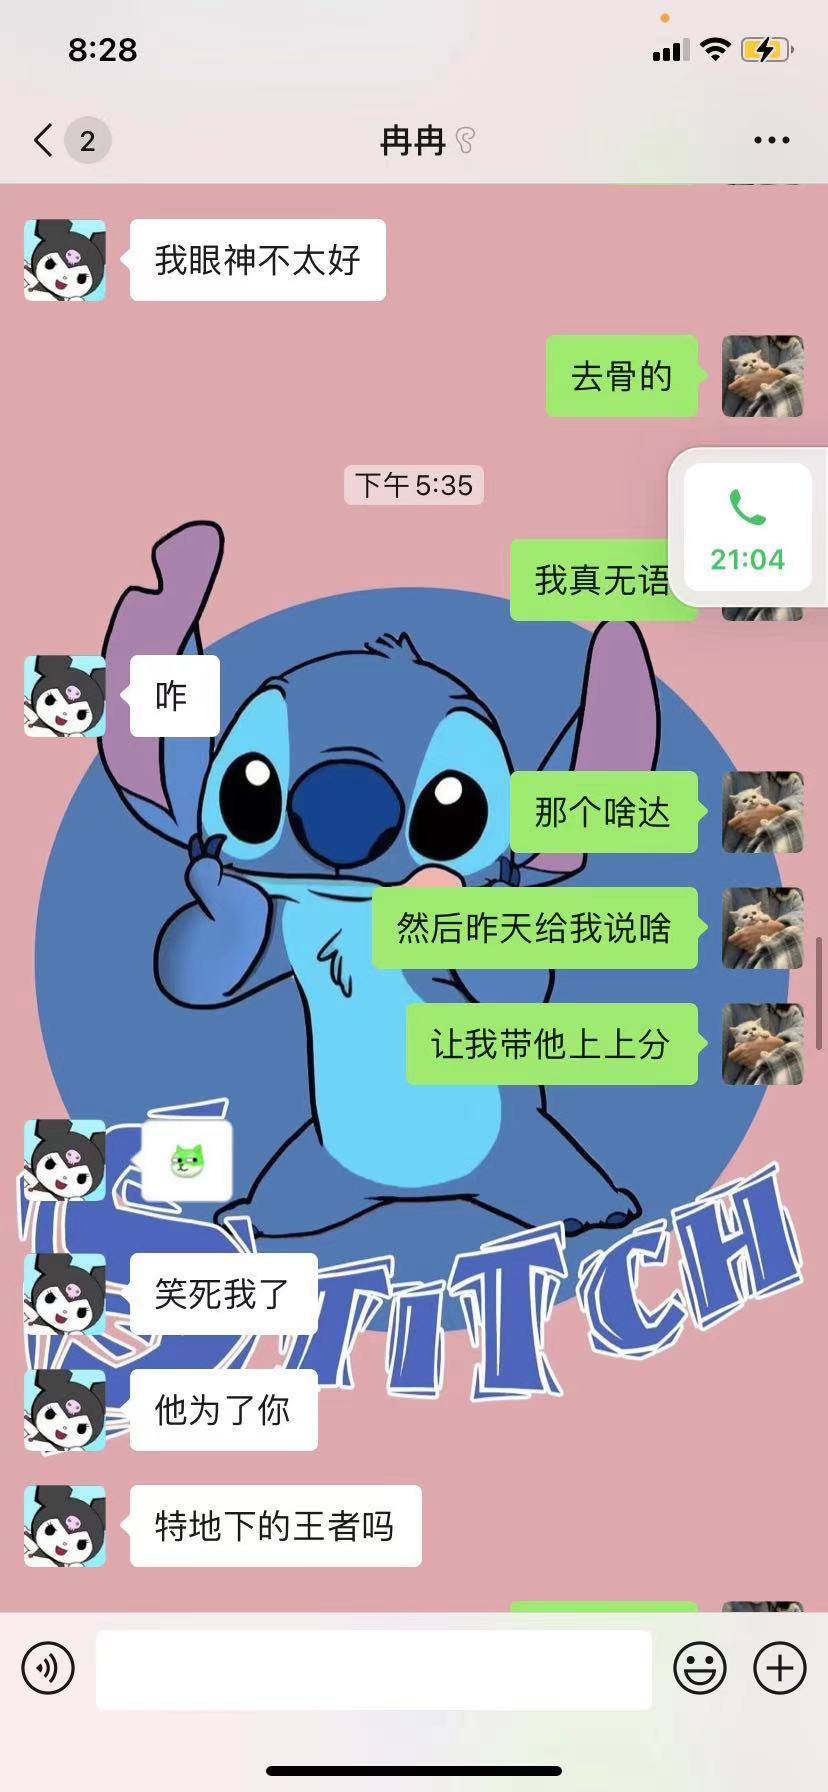 8:28
2
冉冉
我眼神不太好
去骨的
下午 5:35
21:04
我真无语
咋
那个啥达
然后昨天给我说啥
让我带他上上分
笑死我了
STITCH
他为了你
特地下的王者吗